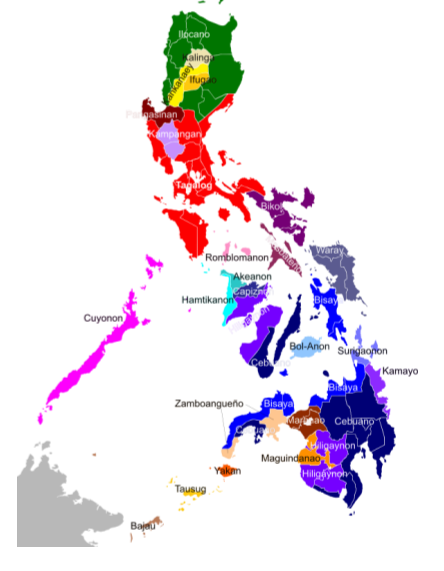 Ilocano
Kalinga
Kankanaey
Ifugao
Pangasinan
Kampangan
Tagalog
Bikol
Waray
Romblomanon
Akeanon
Capiznon
Hamtikanon
Bisaya
Cuyonon
Bol-Anon
Surigaonon
Cebuano
Kamayo
Bisaya
Zamboangueño
Bisaya
Maranao
Cebuano
Cebuano
Hiligaynon
Maguindanao
Yakan
Hiligaynon
Tausug
Bajau